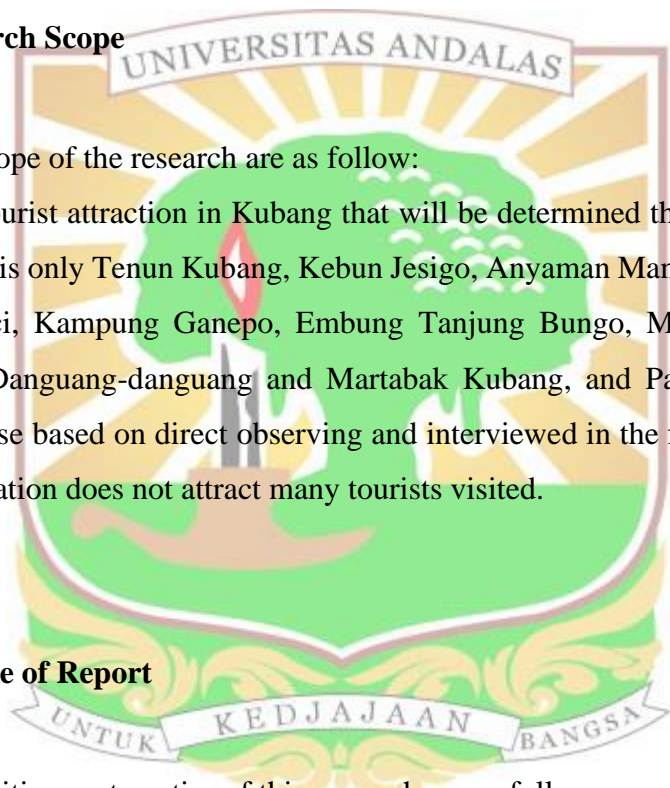 rch Scope
UNIVERSITAS ANDALAS
ope of the research are as follow:
ourist attraction in Kubang that will be determined th
is only Tenun Kubang, Kebun Jesigo, Anyaman Man
ci, Kampung Ganepo, Embung Tanjung Bungo, M
Danguang-danguang and Martabak Kubang, and Pa
se based on direct observing and interviewed in the
ation does not attract many tourists visited.
e of Report
UNTUK KEDJAJAAN BANGSA